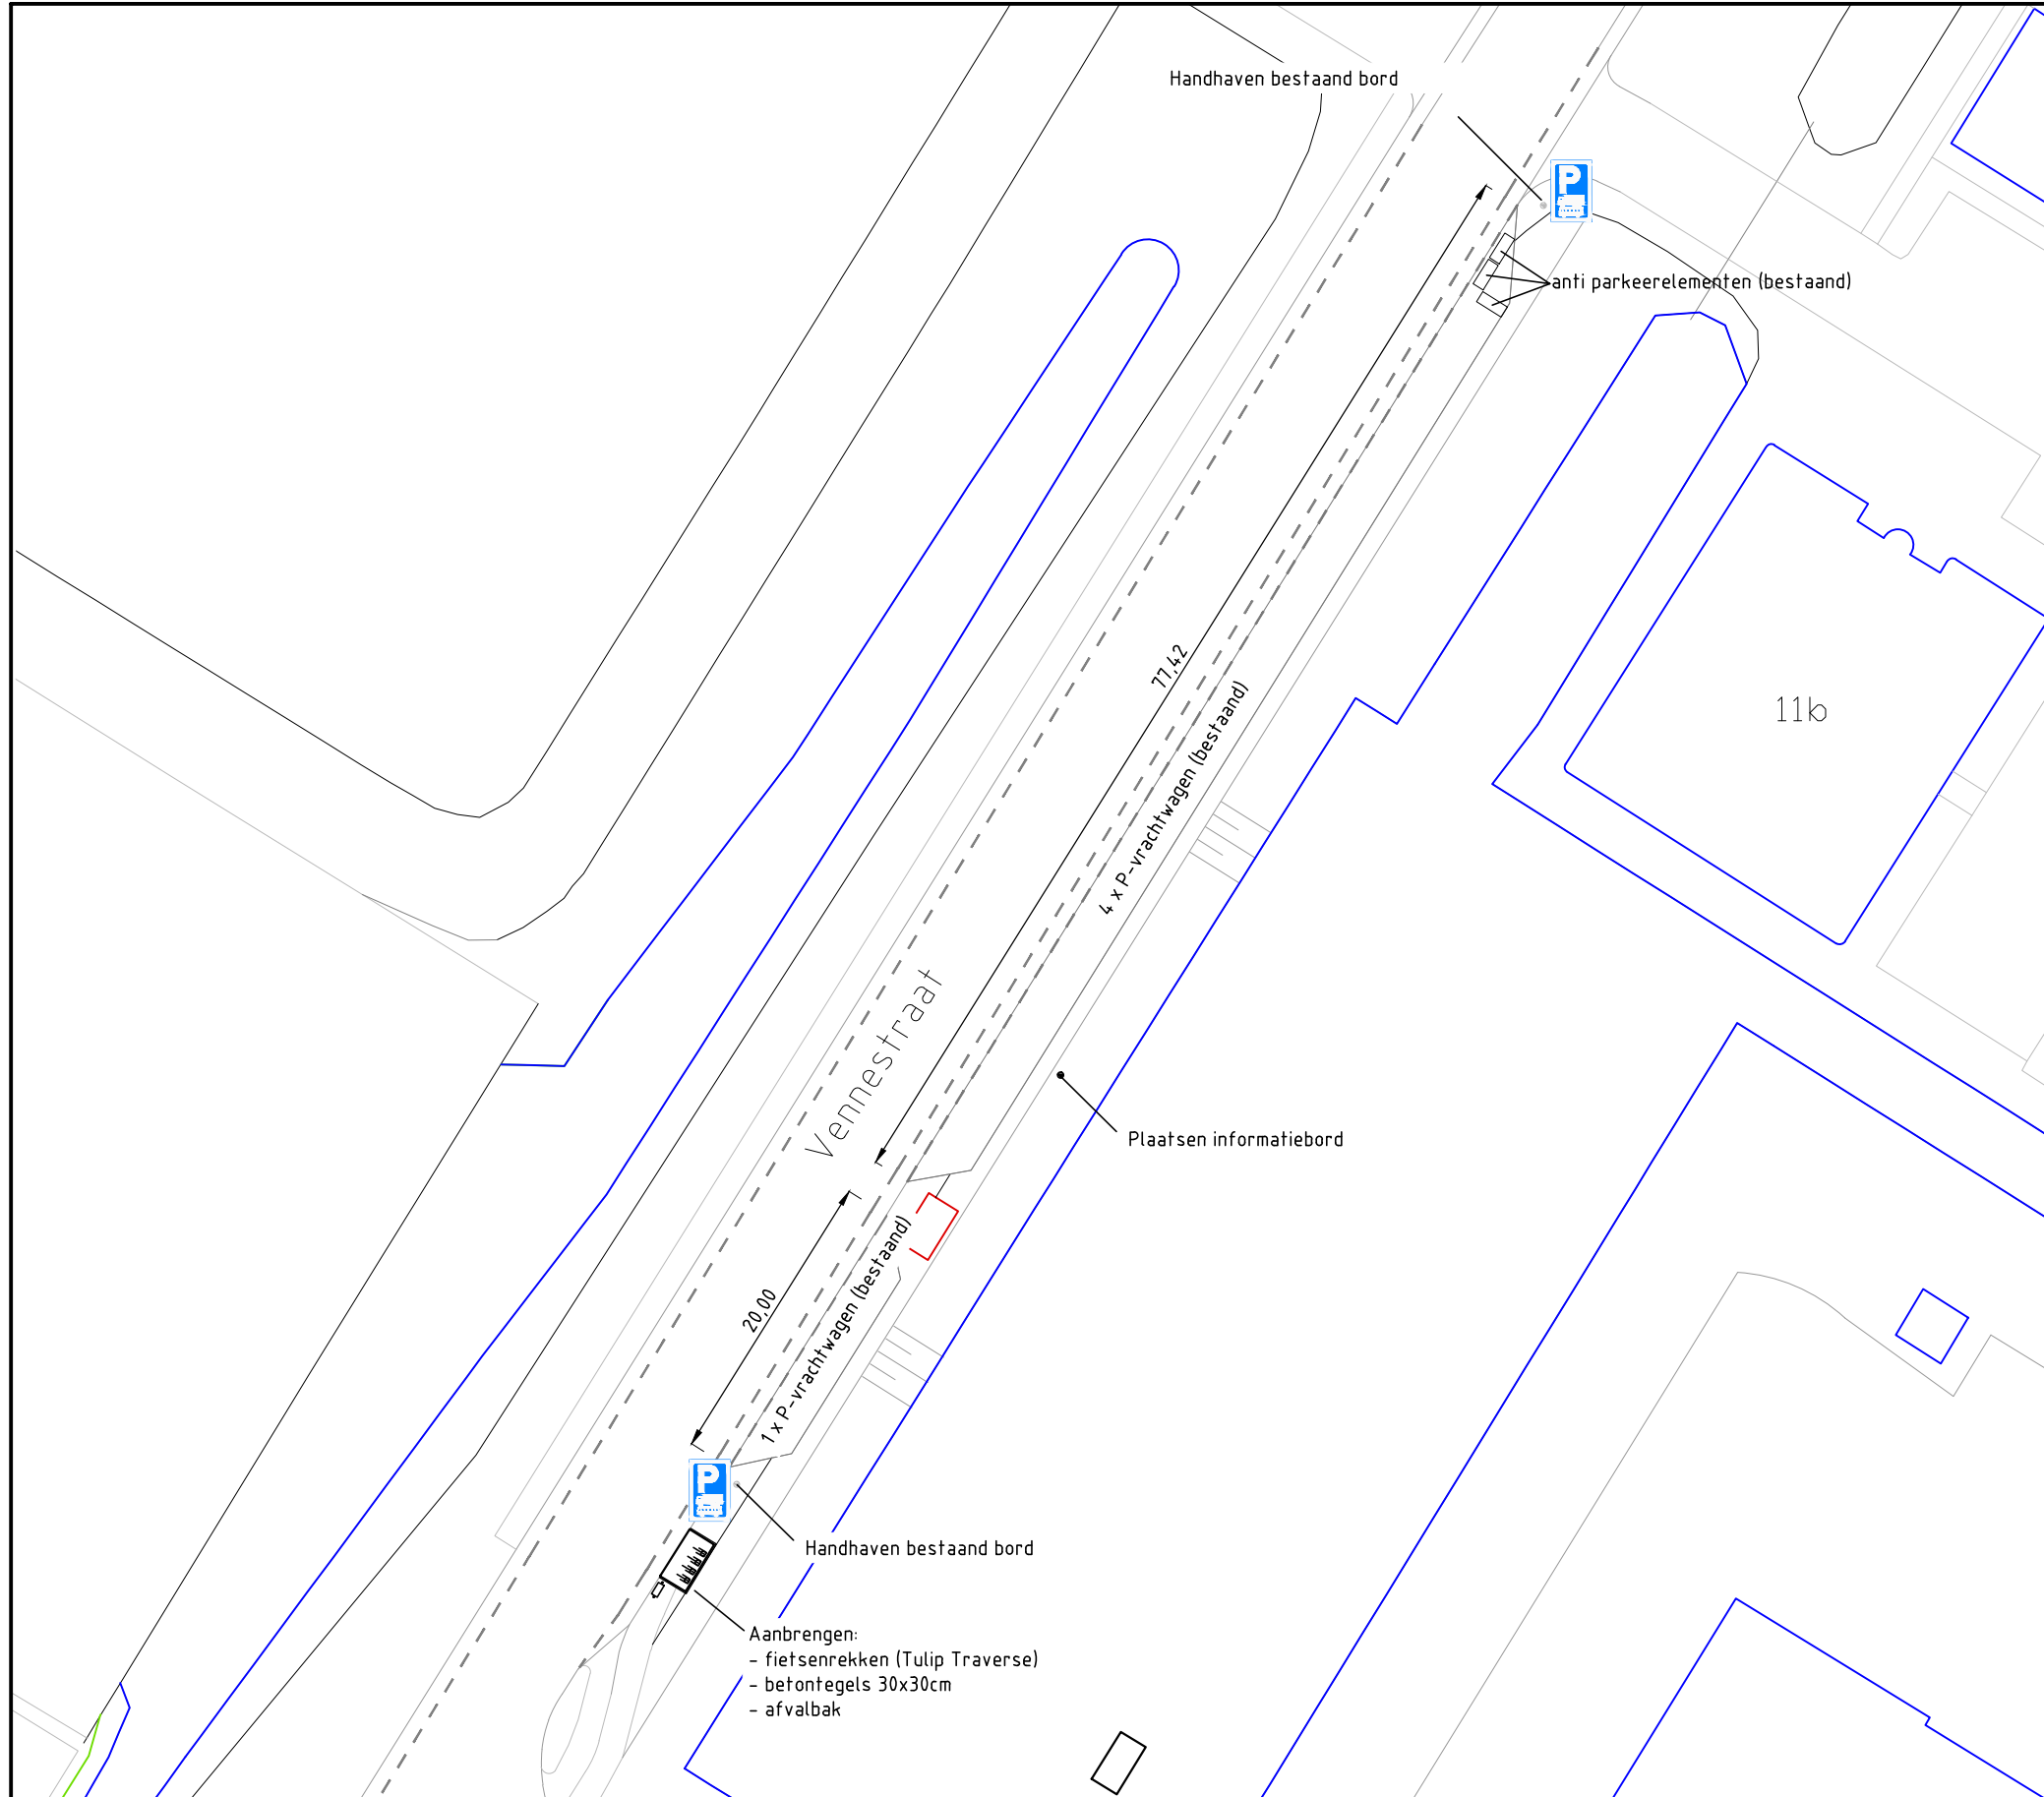 Handhaven bestaand bord
P
anti parkeerelementen (bestaand)
77,42
4 x P-vrachtwagen (bestaand)
11b
Vennestraat
Plaatsen informatiebord
20,00
1 x P-vrachtwagen (bestaand)
P
Handhaven bestaand bord
Aanbrengen:
- fietsenrekken (Tulip Traverse)
- betontegels 30x30cm
- afvalbak